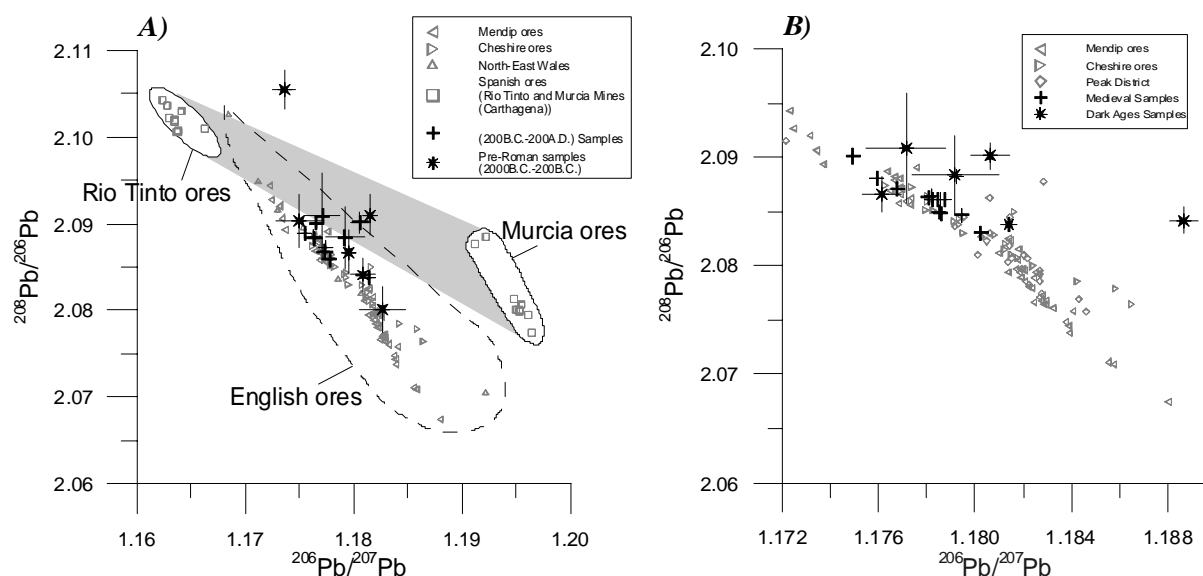 A)
2.11
2.10
2.09
2.08
2.07
2.06
208Pb/206Pb
1.16
1.17
1.18
1.19
1.20
206Pb/207Pb
Mendip ores
Cheshire ores
North-East Wales
Spanish ores
(Rio Tinto and Murcia Mines
(Carthagena))
(200B.C.-200A.D.) Samples
Pre-Roman samples
(2000B.C.-200B.C.)
Rio Tinto ores
Murcia ores
English ores
B)
2.10
2.09
2.08
2.07
2.06
208Pb/206Pb
1.172
1.176
1.180
1.184
1.188
206Pb/207Pb
Mendip ores
Cheshire ores
Peak District
Medieval Samples
Dark Ages Samples